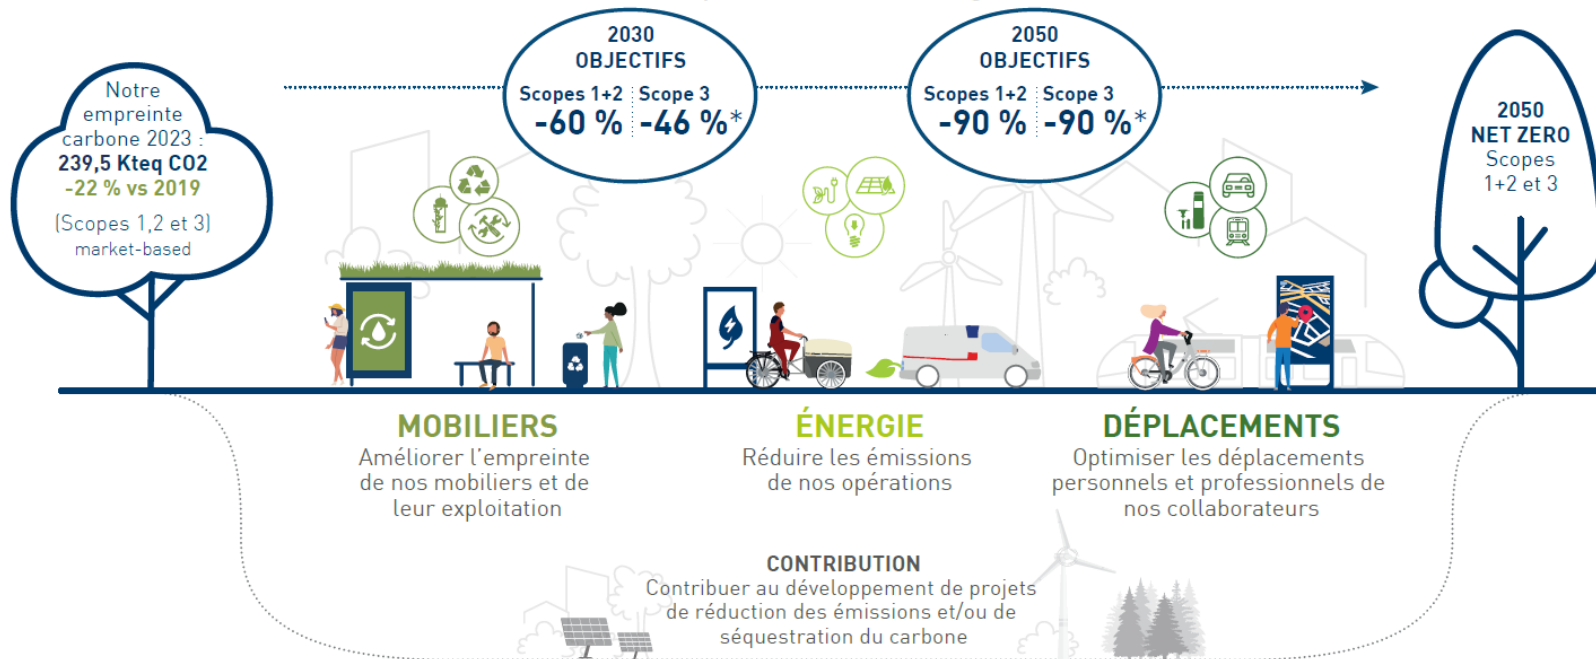 Notre
empreinte
carbone 2023 :
239,5 Kteq CO2
-22 % vs 2019
(Scopes 1,2 et 3)
market-based
2030
OBJECTIFS
Scopes 1+2
-60 %
Scope 3
-46 %*
2050
OBJECTIFS
Scopes 1+2
-90 %
Scope 3
-90 %*
2050
NET ZERO
Scopes
1+2 et 3
MOBILIERS
Améliorer l'empreinte
de nos mobiliers et de
leur exploitation
ÉNERGIE
Réduire les émissions
de nos opérations
DÉPLACEMENTS
Optimiser les déplacements
personnels et professionnels de
nos collaborateurs
CONTRIBUTION
Contribuer au développement de projets
de réduction des émissions et/ou de
séquestration du carbone